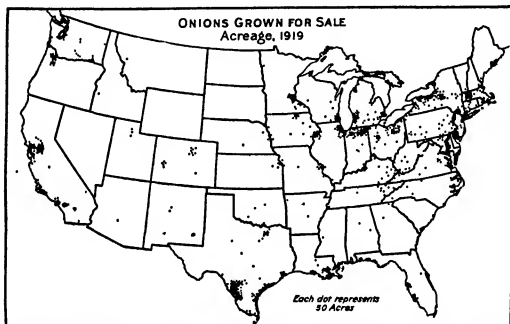 ONIONS GROWN FOR SALE
Acreage, 1919
Each dot represents
50 Acres